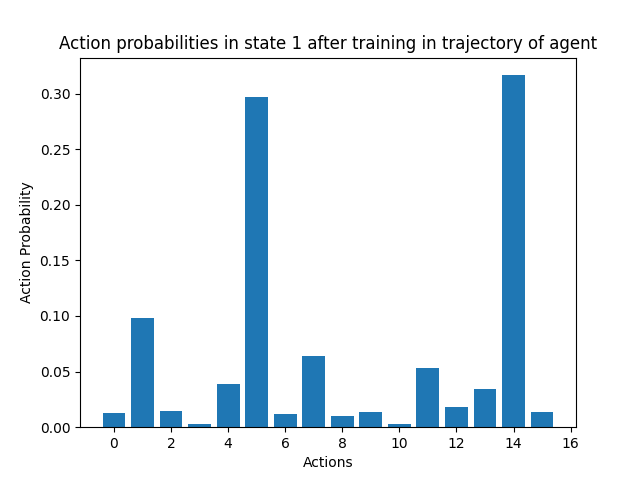 Action probabilities in state 1 after training in trajectory of agent
0.30
0.25
0.20
0.15
0.10
0.05
0.00
Action Probability
0 2 4 6 8 10 12 14 16
Actions